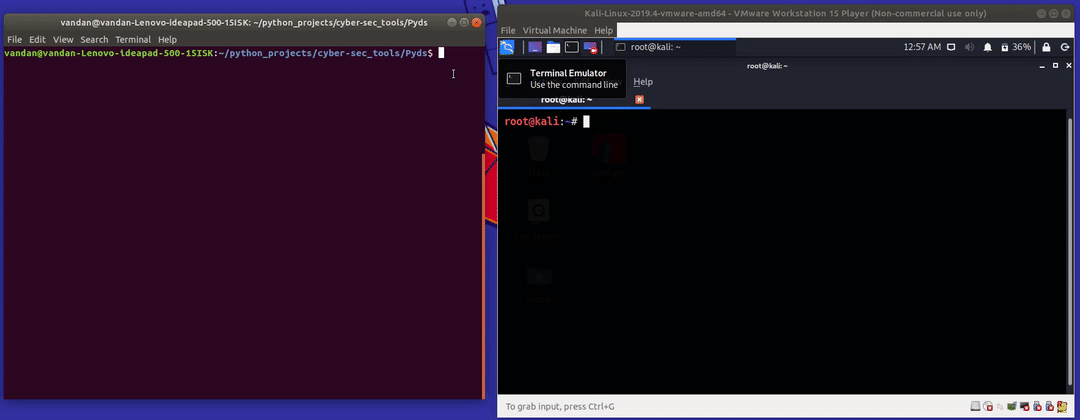 vandan@vandan-Lenovo-ideapad-500-15ISK: ~/python_projects/cyber-sec_tools/Pyds
File Edit View Search Terminal Help
vandan@vandan-Lenovo-ideapad-500-15ISK:~/python_projects/cyber-sec_tools/Pyds$
Kali-Linux-2019.4-vmware-amd64 - VMware Workstation 15 Player (Non-commercial use only)
File Virtual Machine Help
root@kali: ~ 12:57 AM 36%
root@kali: ~
Terminal Emulator
Use the command line
Help
root@kali: ~
root@kali:~#
To grab input, press Ctrl+G